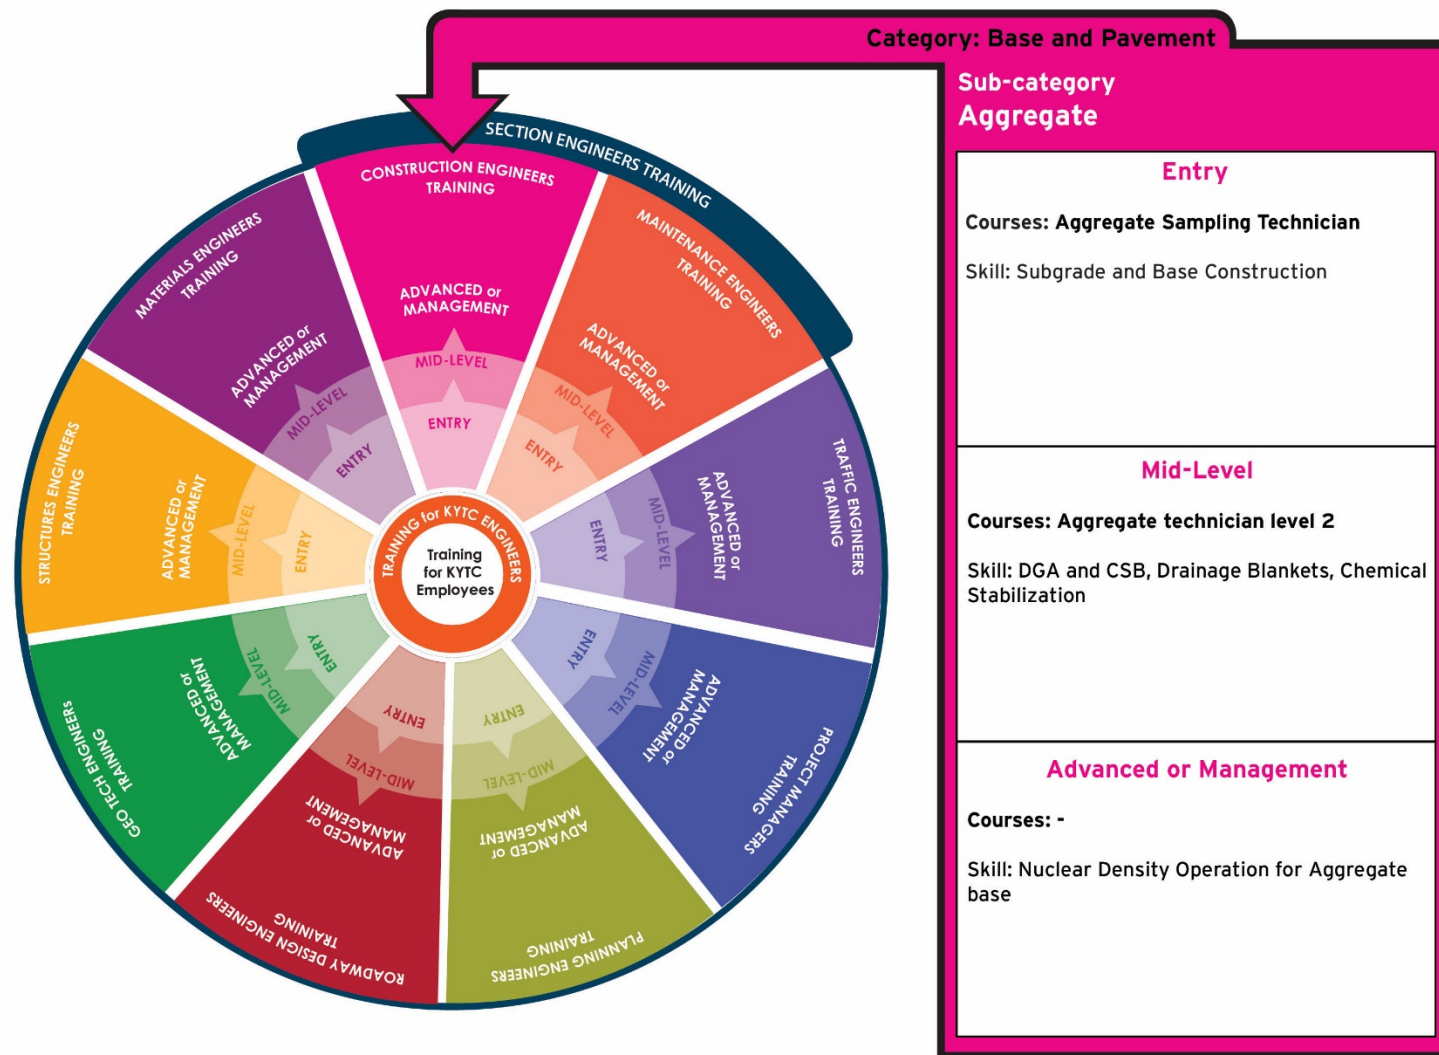 Category: Base and Pavement
Sub-category
Aggregate
Entry
Courses: Aggregate Sampling Technician
Skill: Subgrade and Base Construction
Mid-Level
Courses: Aggregate technician level 2
Skill: DGA and CSB, Drainage Blankets, Chemical
Stabilization
Advanced or Management
Courses: -
Skill: Nuclear Density Operation for Aggregate
base
SECTION ENGINEERS TRAINING
CONSTRUCTION ENGINEERS
TRAINING
ADVANCED or
MANAGEMENT
MID-LEVEL
ENTRY
MAINTENANCE ENGINEERS
TRAINING
ADVANCED or
MANAGEMENT
MID-LEVEL
ENTRY
TRAFFIC ENGINEERS
TRAINING
ADVANCED or
MANAGEMENT
MID-LEVEL
ENTRY
PROJECT MANAGERS
TRAINING
ADVANCED or
MANAGEMENT
MID-LEVEL
ENTRY
PLANNING ENGINEERS
TRAINING
ADVANCED or
MANAGEMENT
MID-LEVEL
ENTRY
ROADWAY DESIGN ENGINEERS
TRAINING
ADVANCED or
MANAGEMENT
MID-LEVEL
ENTRY
GEO TECH ENGINEERS
TRAINING
ADVANCED or
MANAGEMENT
MID-LEVEL
ENTRY
STRUCTURES ENGINEERS
TRAINING
ADVANCED or
MANAGEMENT
MID-LEVEL
ENTRY
MATERIALS ENGINEERS
TRAINING
ADVANCED or
MANAGEMENT
MID-LEVEL
ENTRY
TRAINING for KYTC ENGINEERS
Training
for KYTC
Employees